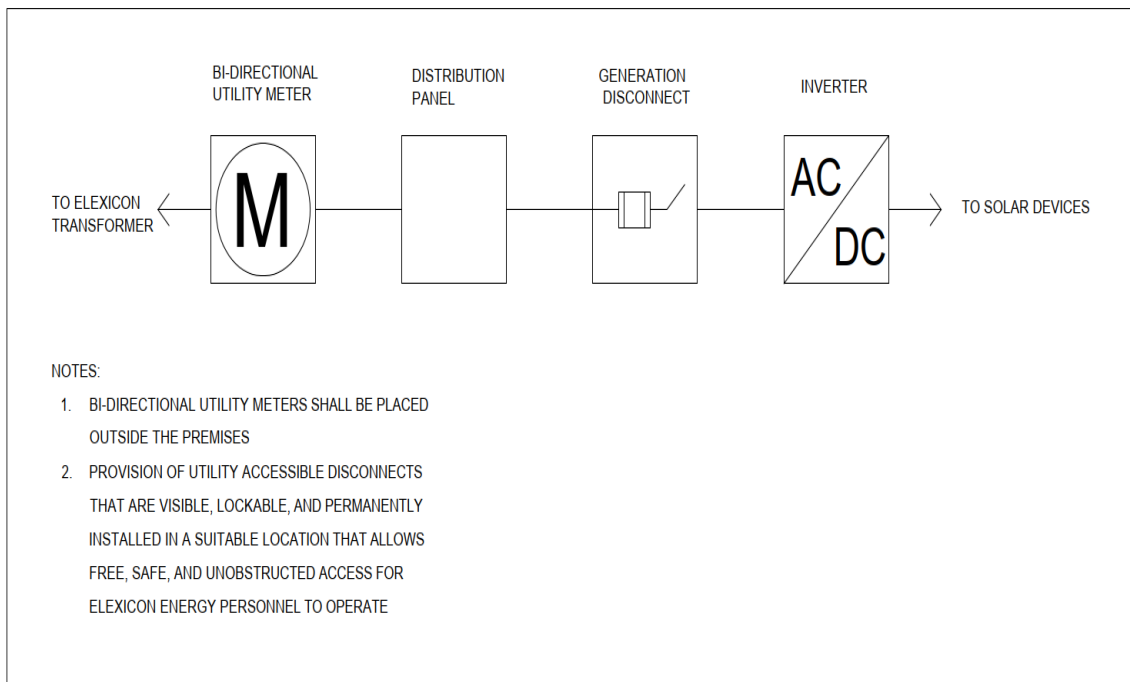 BI-DIRECTIONAL
UTILITY METER
DISTRIBUTION
PANEL
GENERATION
DISCONNECT
INVERTER
TO ELEXICON
TRANSFORMER
M
AC
DC
TO SOLAR DEVICES
NOTES:
1. BI-DIRECTIONAL UTILITY METERS SHALL BE PLACED
OUTSIDE THE PREMISES
2. PROVISION OF UTILITY ACCESSIBLE DISCONNECTS
THAT ARE VISIBLE, LOCKABLE, AND PERMANENTLY
INSTALLED IN A SUITABLE LOCATION THAT ALLOWS
FREE, SAFE, AND UNOBSTRUCTED ACCESS FOR
ELEXICON ENERGY PERSONNEL TO OPERATE